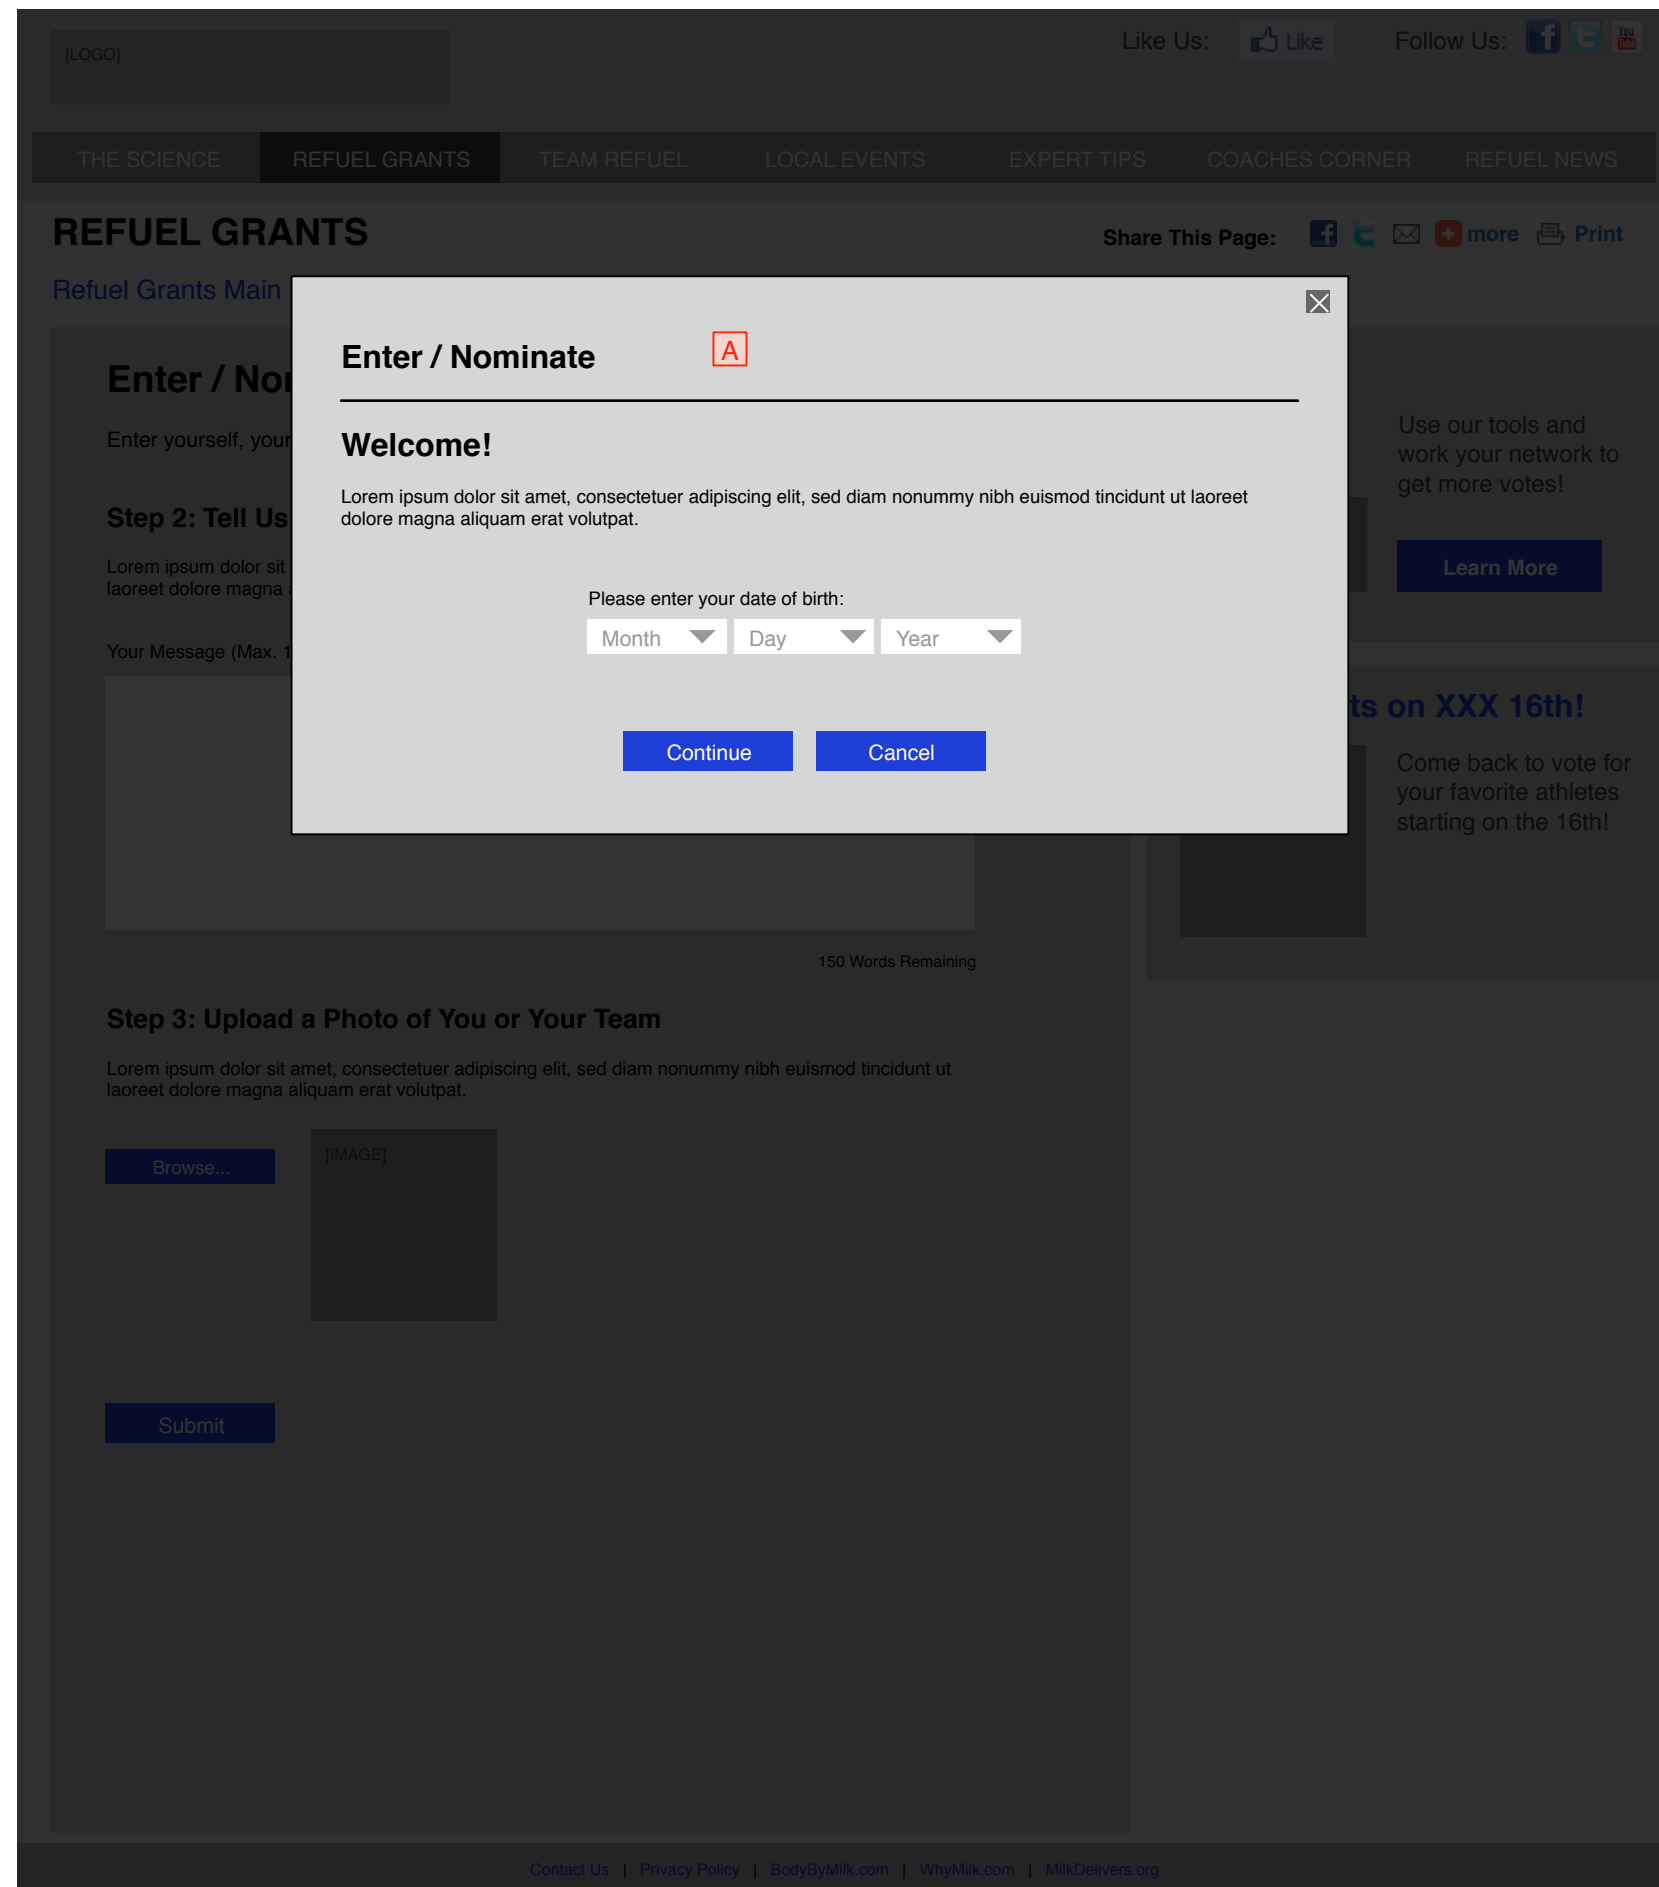 [LOGO]
Like Us: Like Follow Us: f t You Tube
THE SCIENCE REFUEL GRANTS TEAM REFUEL LOCAL EVENTS EXPERT TIPS COACHES CORNER REFUEL NEWS
REFUEL GRANTS
Share This Page: f t + more Print
Refuel Grants Main
Enter / Nominate A
Welcome!
Lorem ipsum dolor sit amet, consectetuer adipiscing elit, sed diam nonummy nibh euismod tincidunt ut laoreet
dolore magna aliquam erat volutpat.
Please enter your date of birth:
Month Day Year
Continue Cancel
Enter / No
Enter yourself, your
Step 2: Tell Us
Lorem ipsum dolor sit
laoreet dolore magna
Your Message (Max. 1
150 Words Remaining
Step 3: Upload a Photo of You or Your Team
Lorem ipsum dolor sit amet, consectetuer adipiscing elit, sed diam nonummy nibh euismod tincidunt ut
laoreet dolore magna aliquam erat volutpat.
Browse...
[IMAGE]
Submit
Use our tools and
work your network to
get more votes!
Learn More
ts on XXX 16th!
Come back to vote for
your favorite athletes
starting on the 16th!
Contact Us | Privacy Policy | BodyByMilk.com | WhyMilk.com | MilkDelivers.org